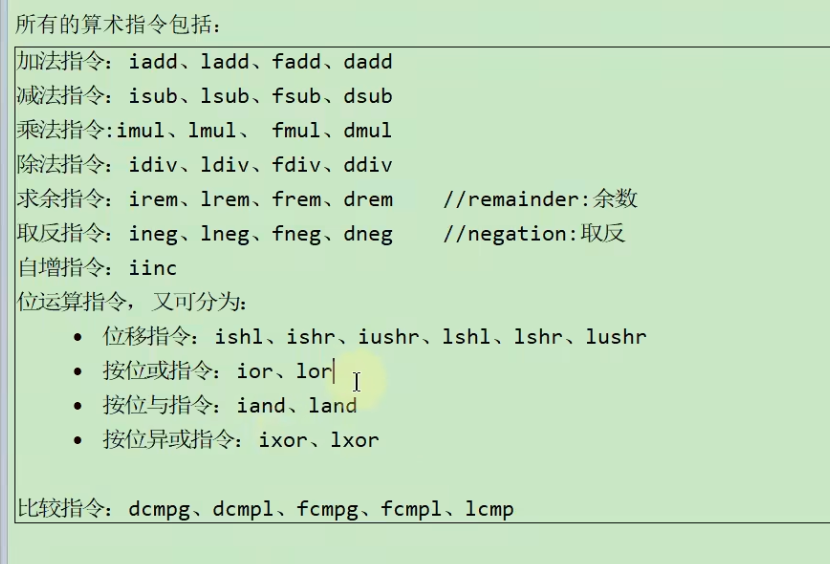 所有的算术指令包括：
加法指令：iadd、ladd、fadd、dadd
减法指令：isub、lsub、fsub、dsub
乘法指令:imul、lmul、 fmul、dmul
除法指令：idiv、ldiv、fdiv、ddiv
求余指令：irem、lrem、frem、drem    //remainder:余数
取反指令：ineg、lneg、fneg、dneg    //negation:取反
自增指令：iinc
位运算指令，又可分为：
• 位移指令：ishl、ishr、iushr、lshl、lshr、lushr
• 按位或指令：ior、lor
• 按位与指令：iand、land
• 按位异或指令：ixor、lxor
比较指令：dcmpg、dcmpl、fcmpg、fcmpl、lcmp